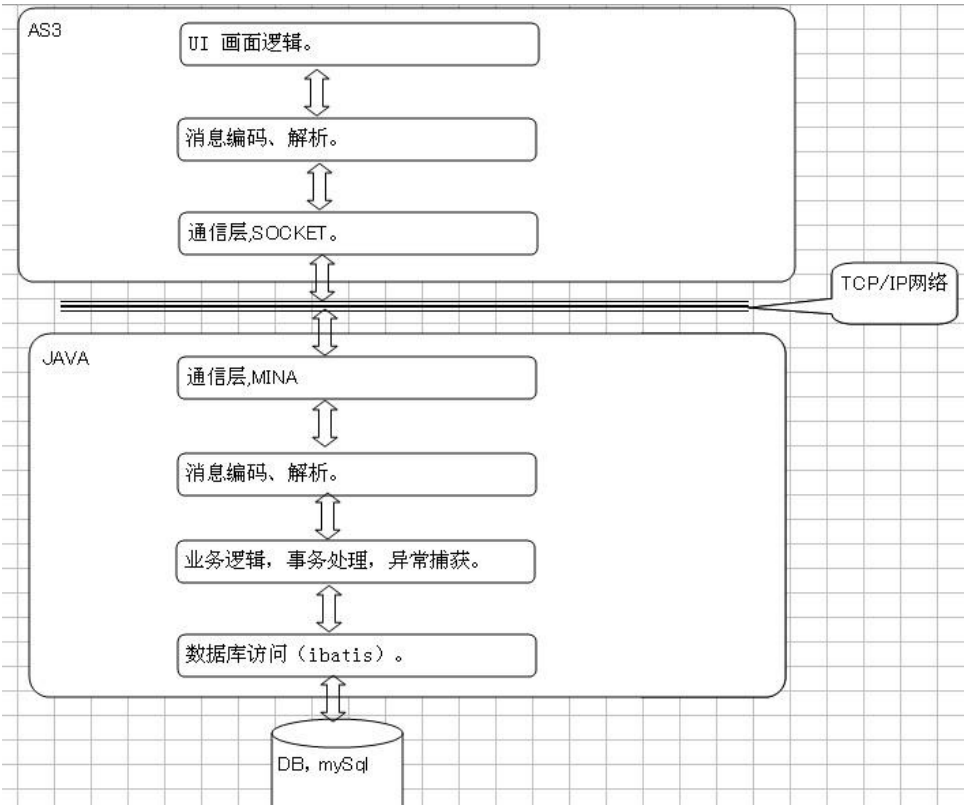 AS3
UI 画面逻辑。
消息编码、解析。
通信层,SOCKET。
TCP/IP网络
JAVA
通信层,MINA
消息编码、解析。
业务逻辑，事务处理，异常捕获。
数据库访问（ibatis）。
DB，mySql